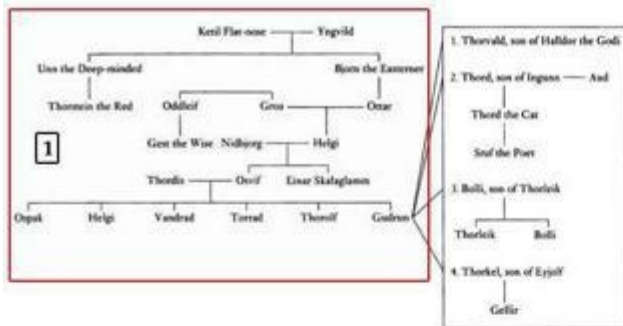 Ketil Flat-nose Yngvild
Unn the Deep-minded Bjorn the Easterner
Thorstein the Red Oddleif Groa Ottar
1
Gest the Wise Nidbjorg Helgi
Thordis Osvif Einar Skalaglamm
Ospak Helgi Vandrad Torrad Thorolf Gudrun
1. Thorvald, son of Halldor the Godi
2. Thord, son of Ingunn Aud
Thord the Cat
Snuf the Poet
3. Bolli, son of Thorleik
Thorleik Bolli
4. Thorkel, son of Eyjolf
Gellir